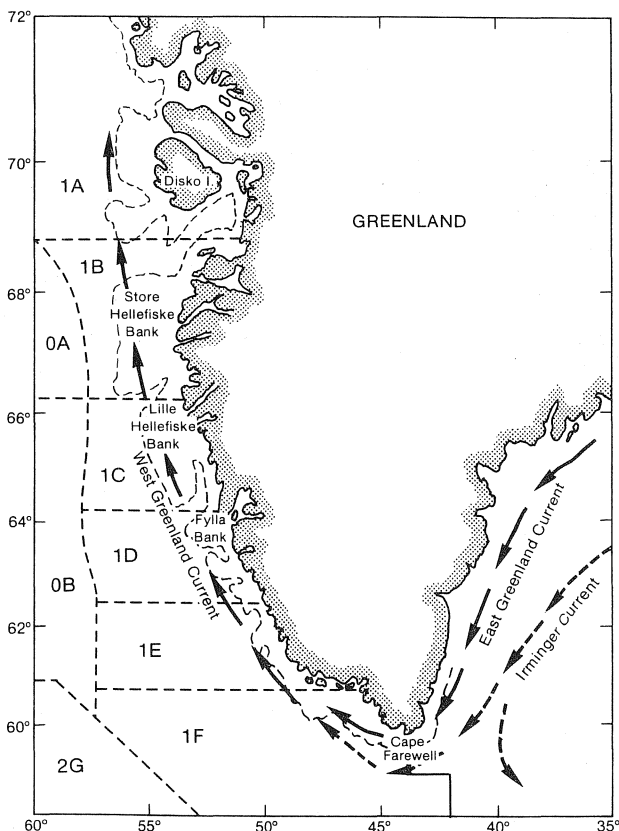 72°
70°
68°
66°
64°
62°
60°
60°
55°
50°
45°
40°
35°
1A
Disko I.
GREENLAND
1B
Store
Hellefiske
Bank
0A
Lille
Hellefiske
Bank
1C
West Greenland Current
Fylla
Bank
1D
0B
1E
1F
2G
Cape
Farewell
East Greenland Current
Irminger Current